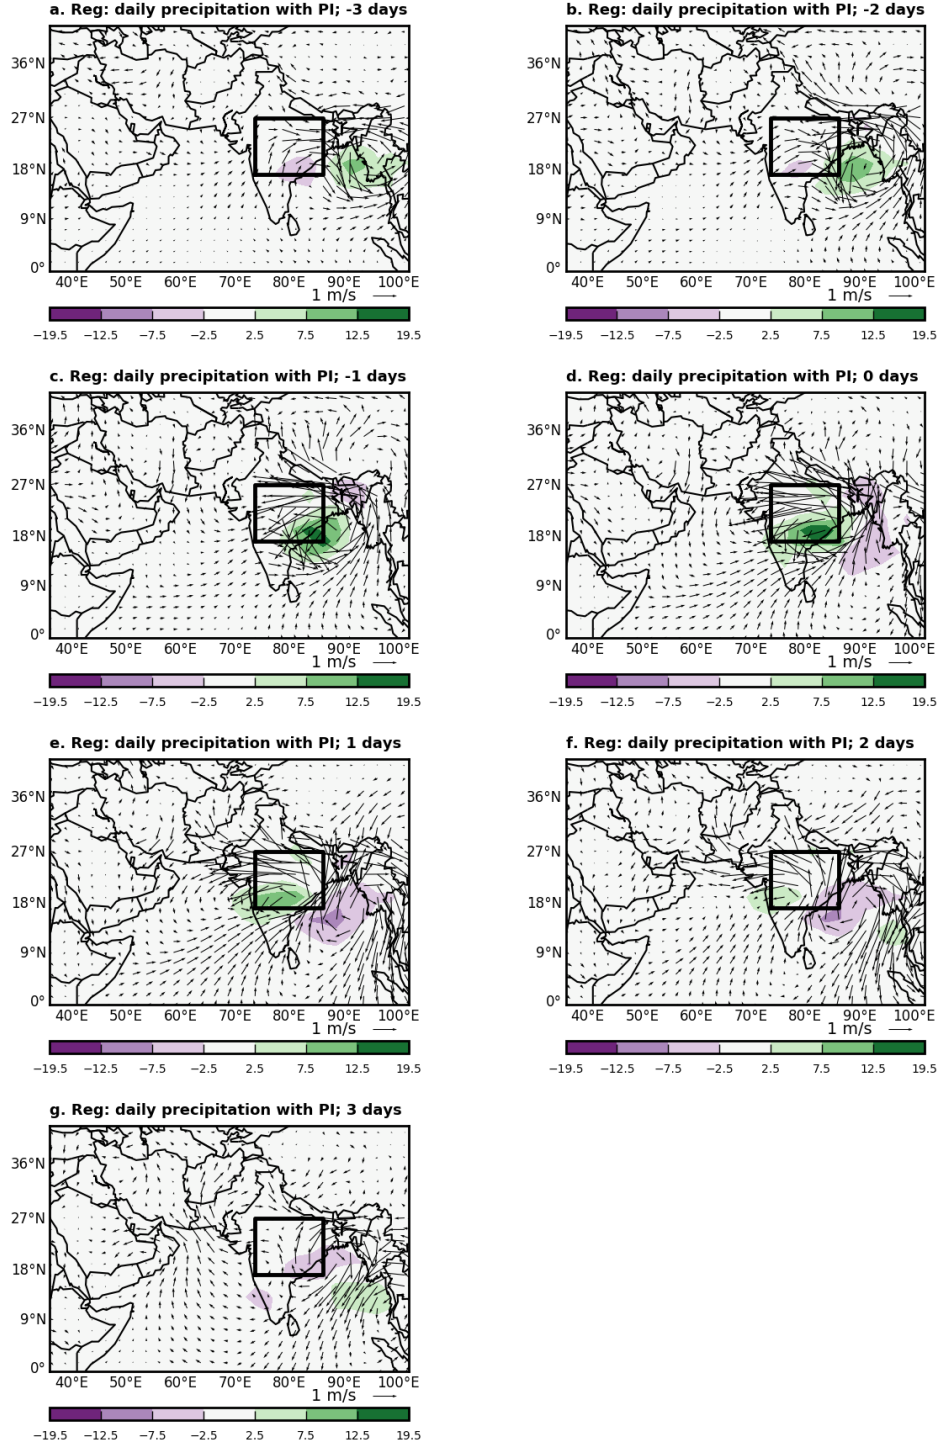 a. Reg: daily precipitation with PI; -3 days
36°N
27°N
18°N
9°N
0°
40°E 50°E 60°E 70°E 80°E 90°E 100°E
1 m/s
−19.5 −12.5 −7.5 −2.5 2.5 7.5 12.5 19.5
b. Reg: daily precipitation with PI; -2 days
36°N
27°N
18°N
9°N
0°
40°E 50°E 60°E 70°E 80°E 90°E 100°E
1 m/s
−19.5 −12.5 −7.5 −2.5 2.5 7.5 12.5 19.5
c. Reg: daily precipitation with PI; -1 days
36°N
27°N
18°N
9°N
0°
40°E 50°E 60°E 70°E 80°E 90°E 100°E
1 m/s
−19.5 −12.5 −7.5 −2.5 2.5 7.5 12.5 19.5
d. Reg: daily precipitation with PI; 0 days
36°N
27°N
18°N
9°N
0°
40°E 50°E 60°E 70°E 80°E 90°E 100°E
1 m/s
−19.5 −12.5 −7.5 −2.5 2.5 7.5 12.5 19.5
e. Reg: daily precipitation with PI; 1 days
36°N
27°N
18°N
9°N
0°
40°E 50°E 60°E 70°E 80°E 90°E 100°E
1 m/s
−19.5 −12.5 −7.5 −2.5 2.5 7.5 12.5 19.5
f. Reg: daily precipitation with PI; 2 days
36°N
27°N
18°N
9°N
0°
40°E 50°E 60°E 70°E 80°E 90°E 100°E
1 m/s
−19.5 −12.5 −7.5 −2.5 2.5 7.5 12.5 19.5
g. Reg: daily precipitation with PI; 3 days
36°N
27°N
18°N
9°N
0°
40°E 50°E 60°E 70°E 80°E 90°E 100°E
1 m/s
−19.5 −12.5 −7.5 −2.5 2.5 7.5 12.5 19.5